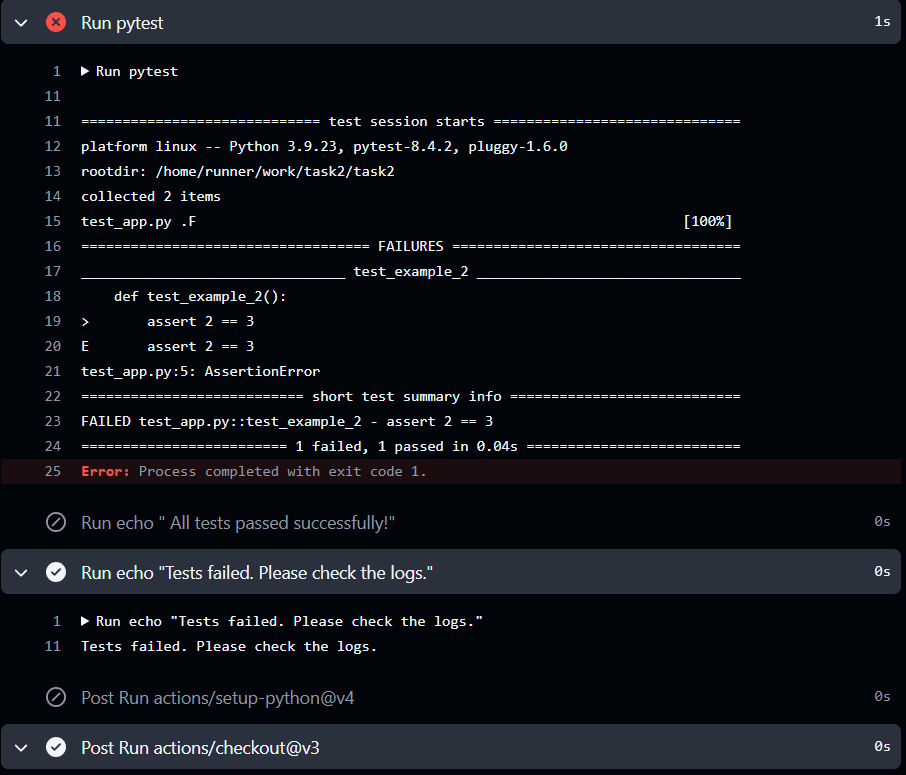 Run pytest 1s
1 ▶ Run pytest
11
11 ============================= test session starts ==============================
12 platform linux -- Python 3.9.23, pytest-8.4.2, pluggy-1.6.0
13 rootdir: /home/runner/work/task2/task2
14 collected 2 items
15 test_app.py .F [100%]
16 =================================== FAILURES ===================================
17 ________________________________ test_example_2 ________________________________
18 def test_example_2():
19 > assert 2 == 3
20 E assert 2 == 3
21 test_app.py:5: AssertionError
22 =========================== short test summary info ============================
23 FAILED test_app.py::test_example_2 - assert 2 == 3
24 ========================= 1 failed, 1 passed in 0.04s ==========================
25 Error: Process completed with exit code 1.
Run echo " All tests passed successfully!" 0s
Run echo "Tests failed. Please check the logs." 0s
1 ▶ Run echo "Tests failed. Please check the logs."
11 Tests failed. Please check the logs.
Post Run actions/setup-python@v4 0s
Post Run actions/checkout@v3 0s